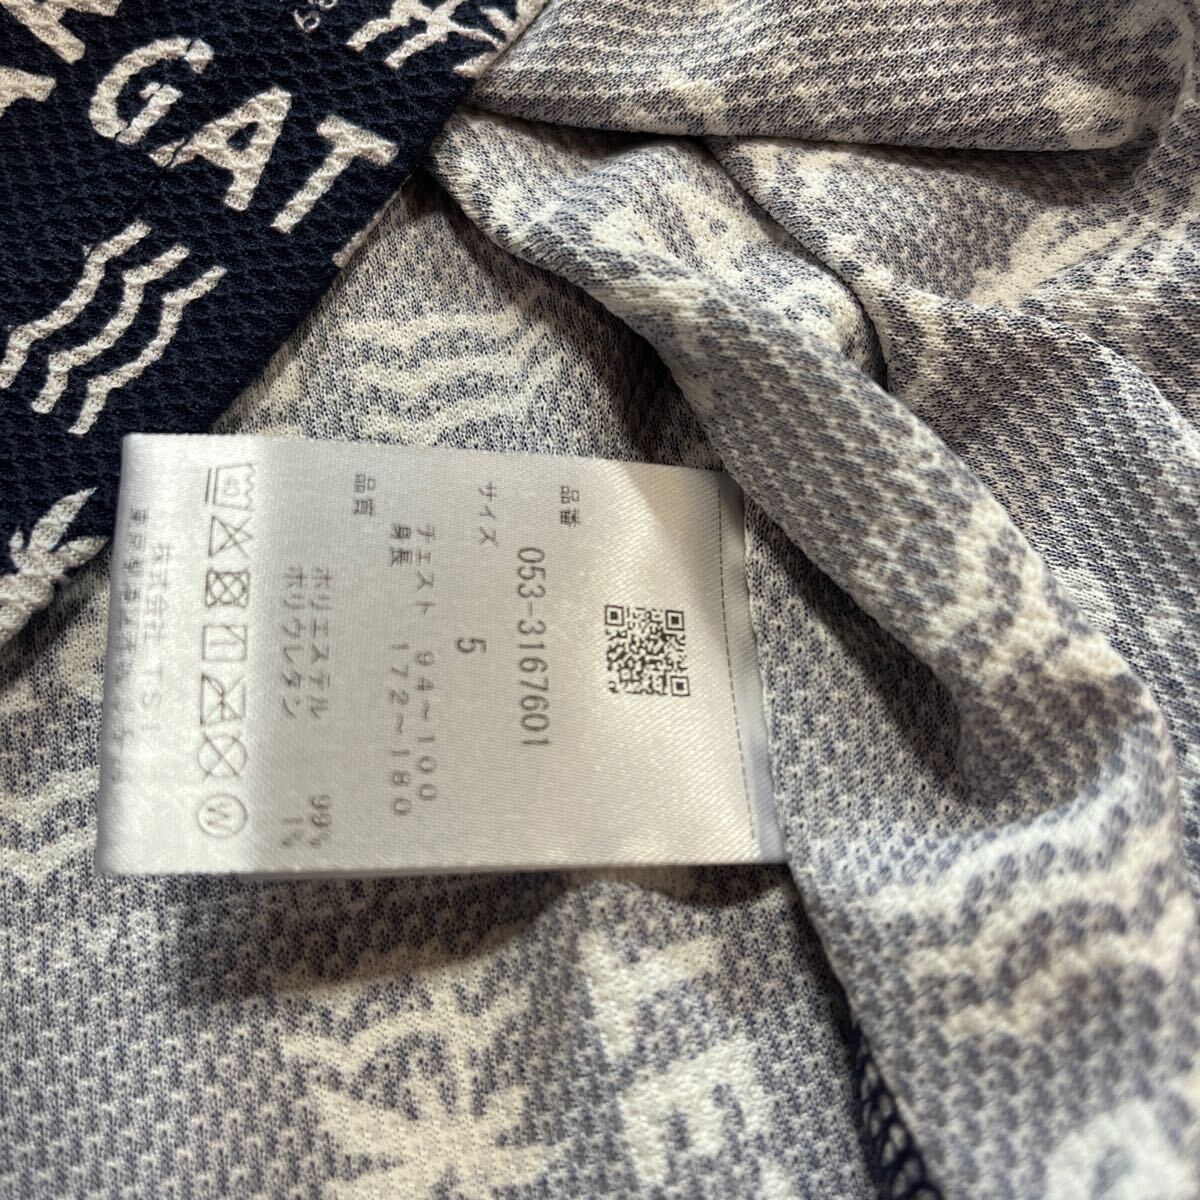 GAT
品番 053-3167601
サイズ 5
チェスト 94~100
身長 172~180
品質
ポリエステル 99%
ポリウレタン 1%
40
W
株式会社 TSI